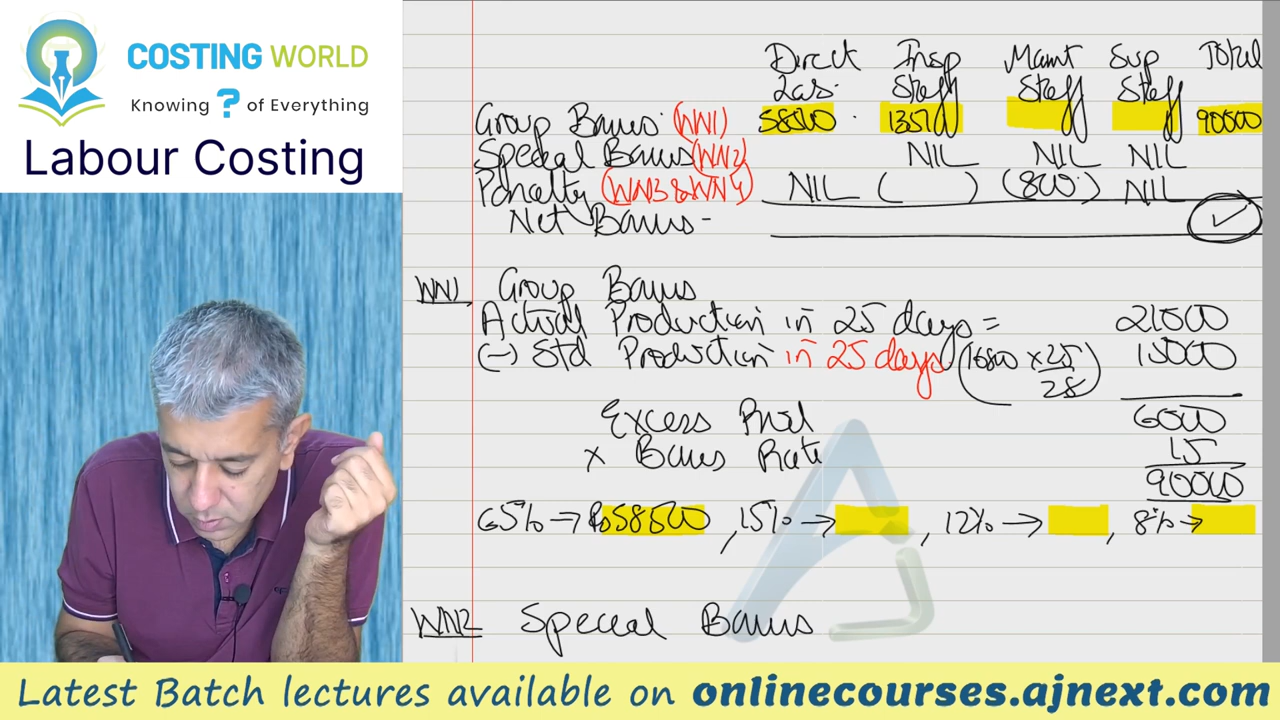 COSTING WORLD
Knowing ? of Everything
Labour Costing
Direct Insp Maint Sup Total
Labs. Staff Staff Staff
Group Bonus (WN1) 58500 13500 90000
Special Bonus (WN2) NIL NIL NIL
Penalty (WN3 & WN4) NIL ( ) (800) NIL
Net Bonus -
WN1 Group Bonus
Actual Production in 25 days = 21000
(-) Std Production in 25 days (16800 × 25/28) 15000
Excess Prod 6000
× Bonus Rate 15
90000
65% → Rs 58500, 15% → , 12% → , 8% →
WN2 Special Bonus
Latest Batch lectures available on onlinecourses.ajnext.com